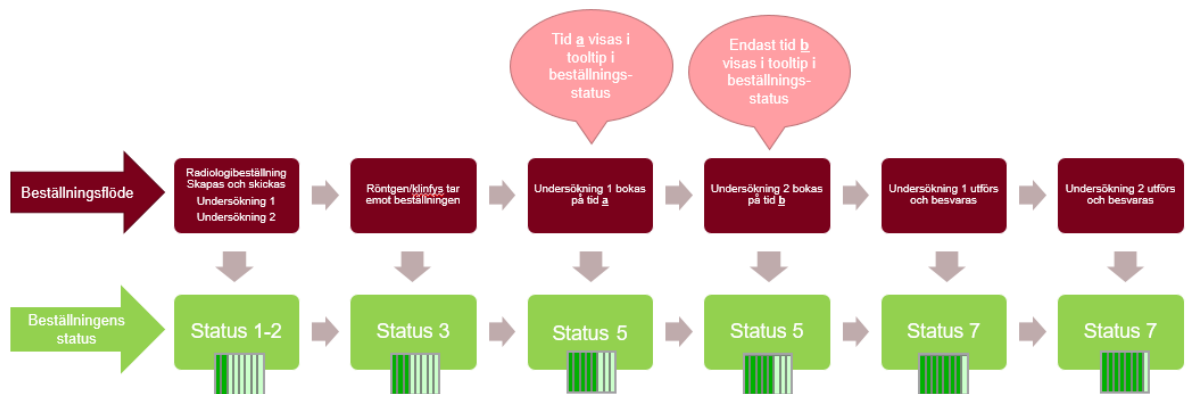 Tid a visas i
tooltip i
beställnings-
status
Endast tid b
visas i tooltip i
beställnings-
status
Beställningsflöde
Radiologibeställning
Skapas och skickas
Undersökning 1
Undersökning 2
Röntgen/klinfys tar
emot beställningen
Undersökning 1 bokas
på tid a
Undersökning 2 bokas
på tid b
Undersökning 1 utförs
och besvaras
Undersökning 2 utförs
och besvaras
Beställningens
status
Status 1-2
Status 3
Status 5
Status 5
Status 7
Status 7